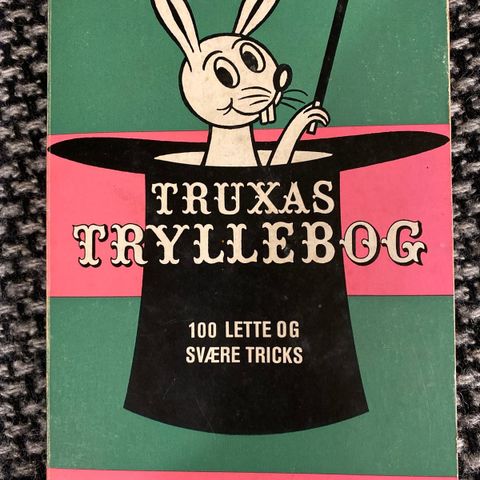 TRUXAS
TRYLLEBOG
100 LETTE OG
SVÆRE TRICKS